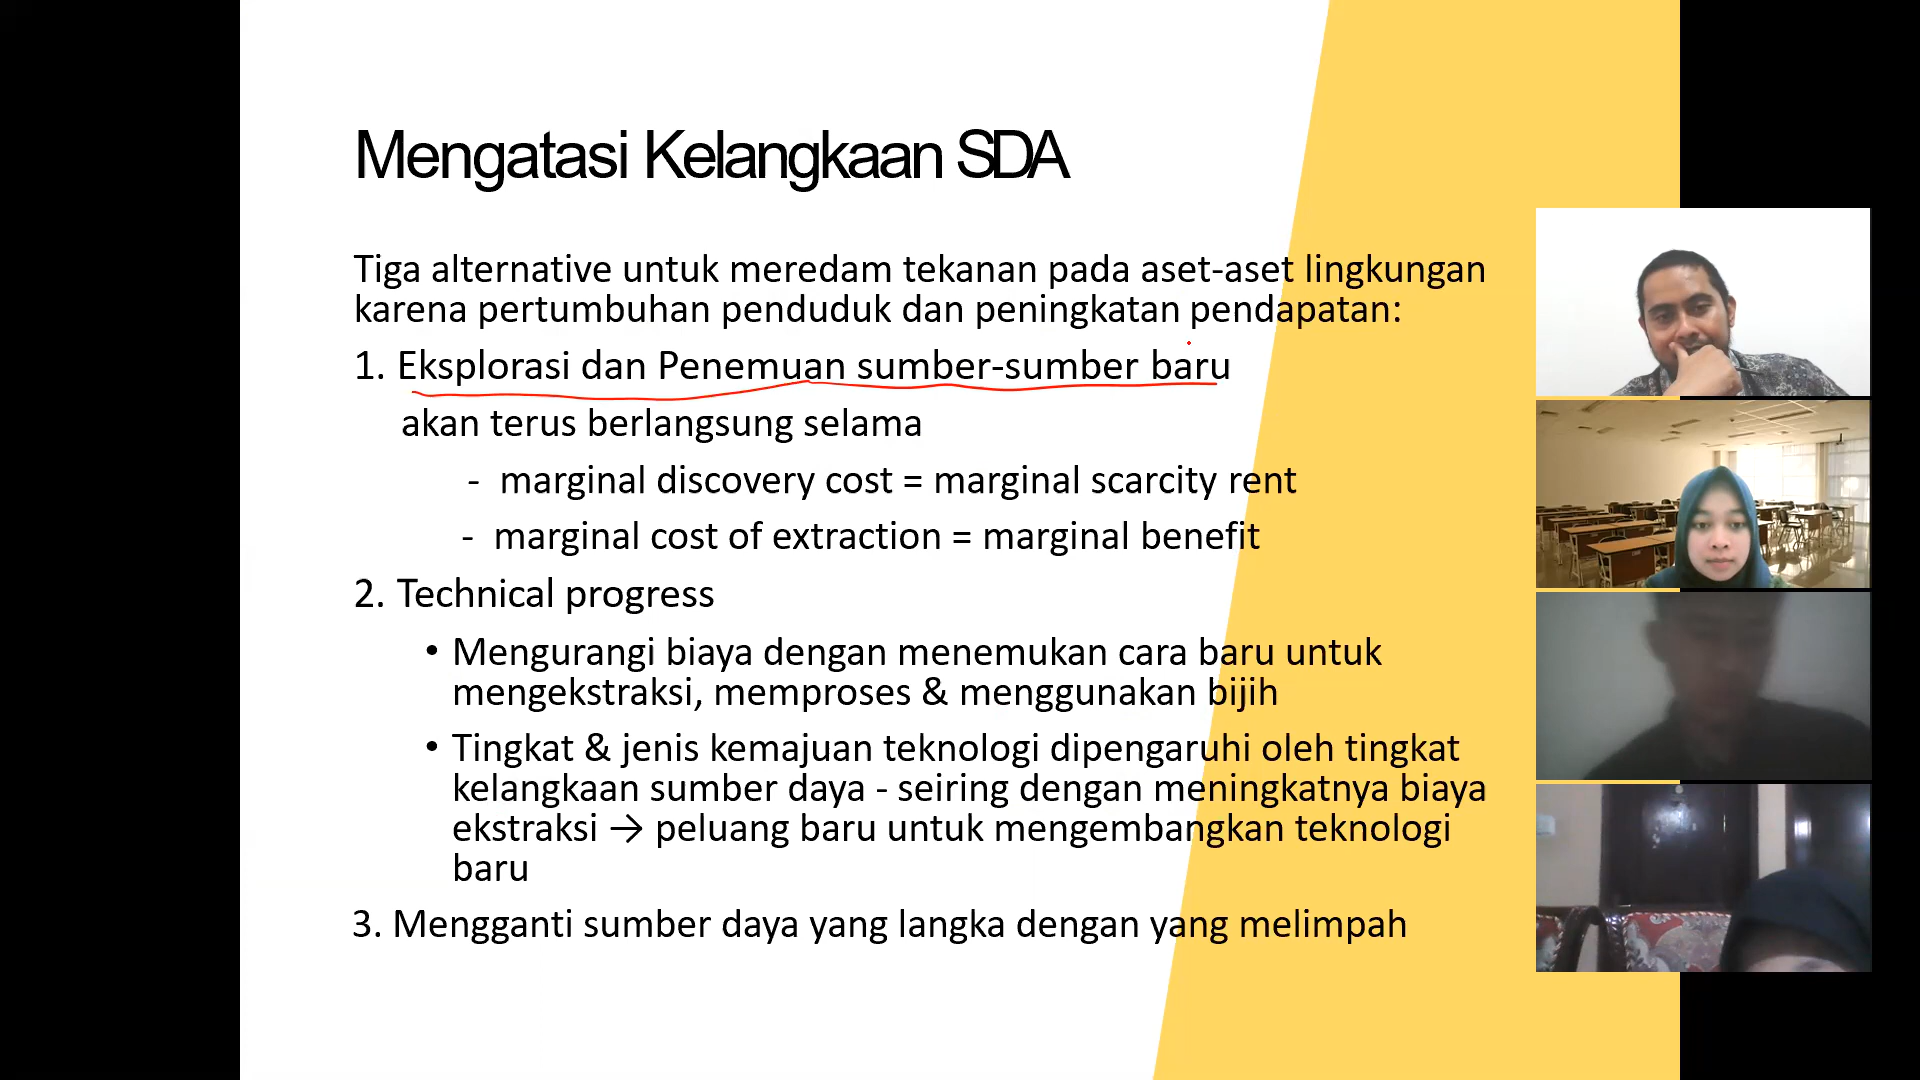 Mengatasi Kelangkaan SDA
Tiga alternative untuk meredam tekanan pada aset-aset lingkungan
karena pertumbuhan penduduk dan peningkatan pendapatan:
1. Eksplorasi dan Penemuan sumber-sumber baru
akan terus berlangsung selama
- marginal discovery cost = marginal scarcity rent
- marginal cost of extraction = marginal benefit
2. Technical progress
• Mengurangi biaya dengan menemukan cara baru untuk
mengekstraksi, memproses & menggunakan bijih
• Tingkat & jenis kemajuan teknologi dipengaruhi oleh tingkat
kelangkaan sumber daya - seiring dengan meningkatnya biaya
ekstraksi → peluang baru untuk mengembangkan teknologi
baru
3. Mengganti sumber daya yang langka dengan yang melimpah